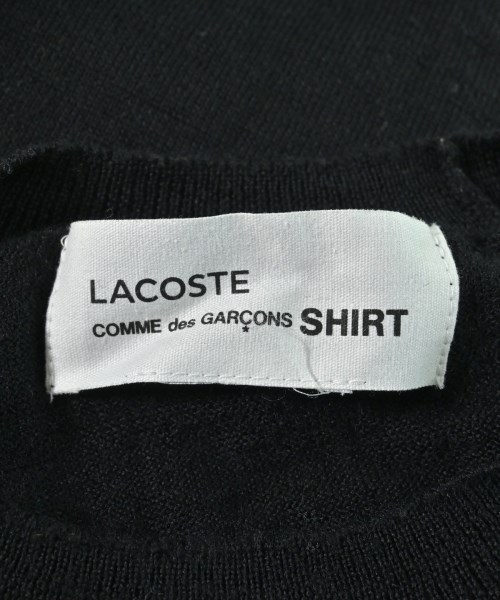 LACOSTE
COMME des GARÇONS SHIRT